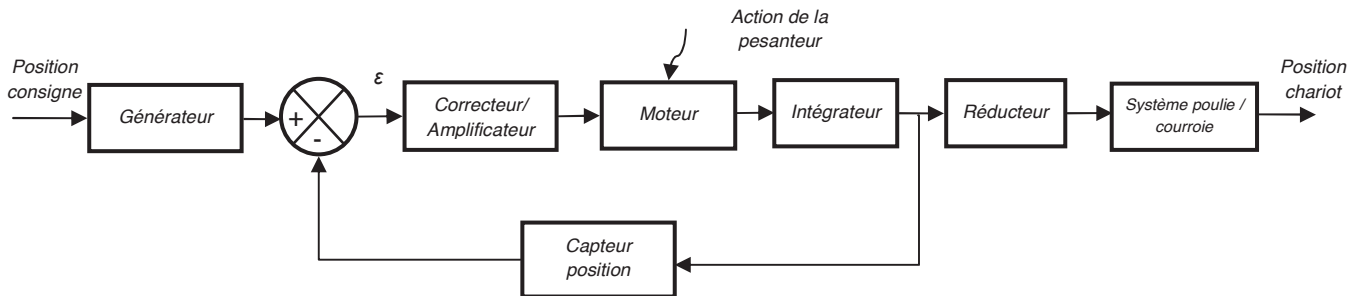 Action de la
pesanteur
Position
consigne
ε
Position
chariot
Générateur
+
-
Correcteur/
Amplificateur
Moteur
Intégrateur
Réducteur
Système poulie /
courroie
Capteur
position